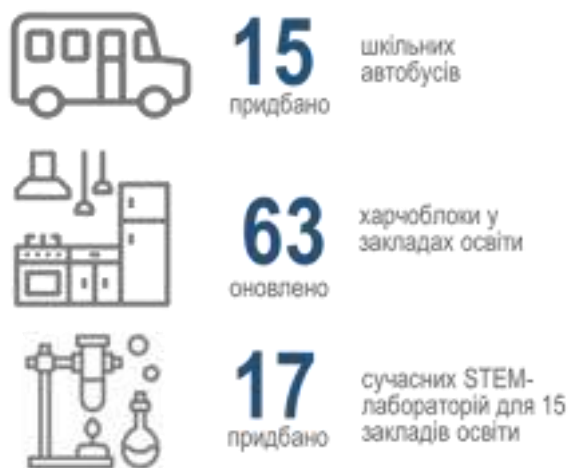 15
придбано
шкільних
автобусів
63
оновлено
харчоблоки у
закладах освіти
17
придбано
сучасних STEM-
лабораторій для 15
закладів освіти